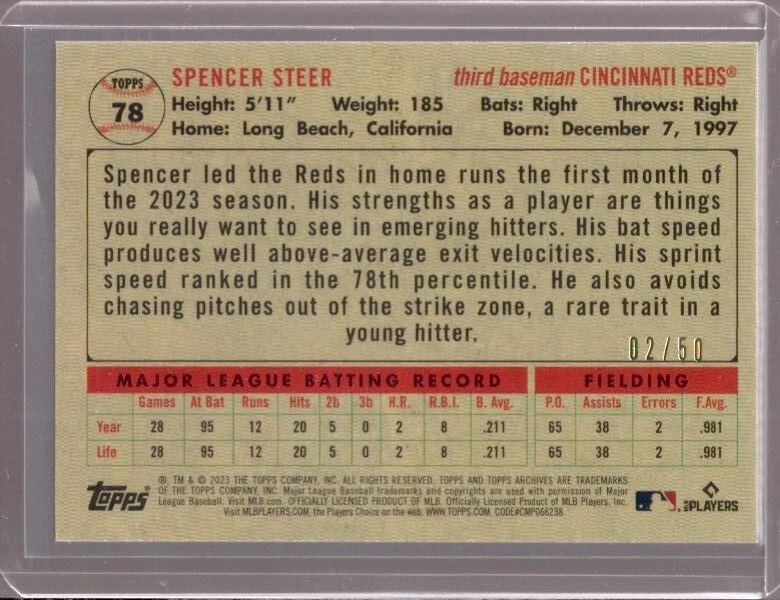 TOPPS
78
SPENCER STEER third baseman CINCINNATI REDS®
Height: 5'11" Weight: 185 Bats: Right Throws: Right
Home: Long Beach, California Born: December 7, 1997
Spencer led the Reds in home runs the first month of
the 2023 season. His strengths as a player are things
you really want to see in emerging hitters. His bat speed
produces well above-average exit velocities. His sprint
speed ranked in the 78th percentile. He also avoids
chasing pitches out of the strike zone, a rare trait in a
young hitter.
02/50
MAJOR LEAGUE BATTING RECORD FIELDING
Games At Bat Runs Hits 2b 3b H.R. R.B.I. B. Avg. P.O. Assists Errors F.Avg.
Year 28 95 12 20 5 0 2 8 .211 65 38 2 .981
Life 28 95 12 20 5 0 2 8 .211 65 38 2 .981
®, TM & © 2023 THE TOPPS COMPANY, INC. ALL RIGHTS RESERVED. TOPPS AND TOPPS ARCHIVES ARE TRADEMARKS
OF THE TOPPS COMPANY, INC. Major League Baseball trademarks and copyrights are used with permission of Major
League Baseball. Visit MLB.com. OFFICIALLY LICENSED PRODUCT OF MLB. Officially Licensed Product of MLB Players, Inc.
Visit MLBPLAYERS.com, the Players Choice on the web. WWW.TOPPS.COM. CODE#CMP066238
TOPPS
MLB PLAYERS